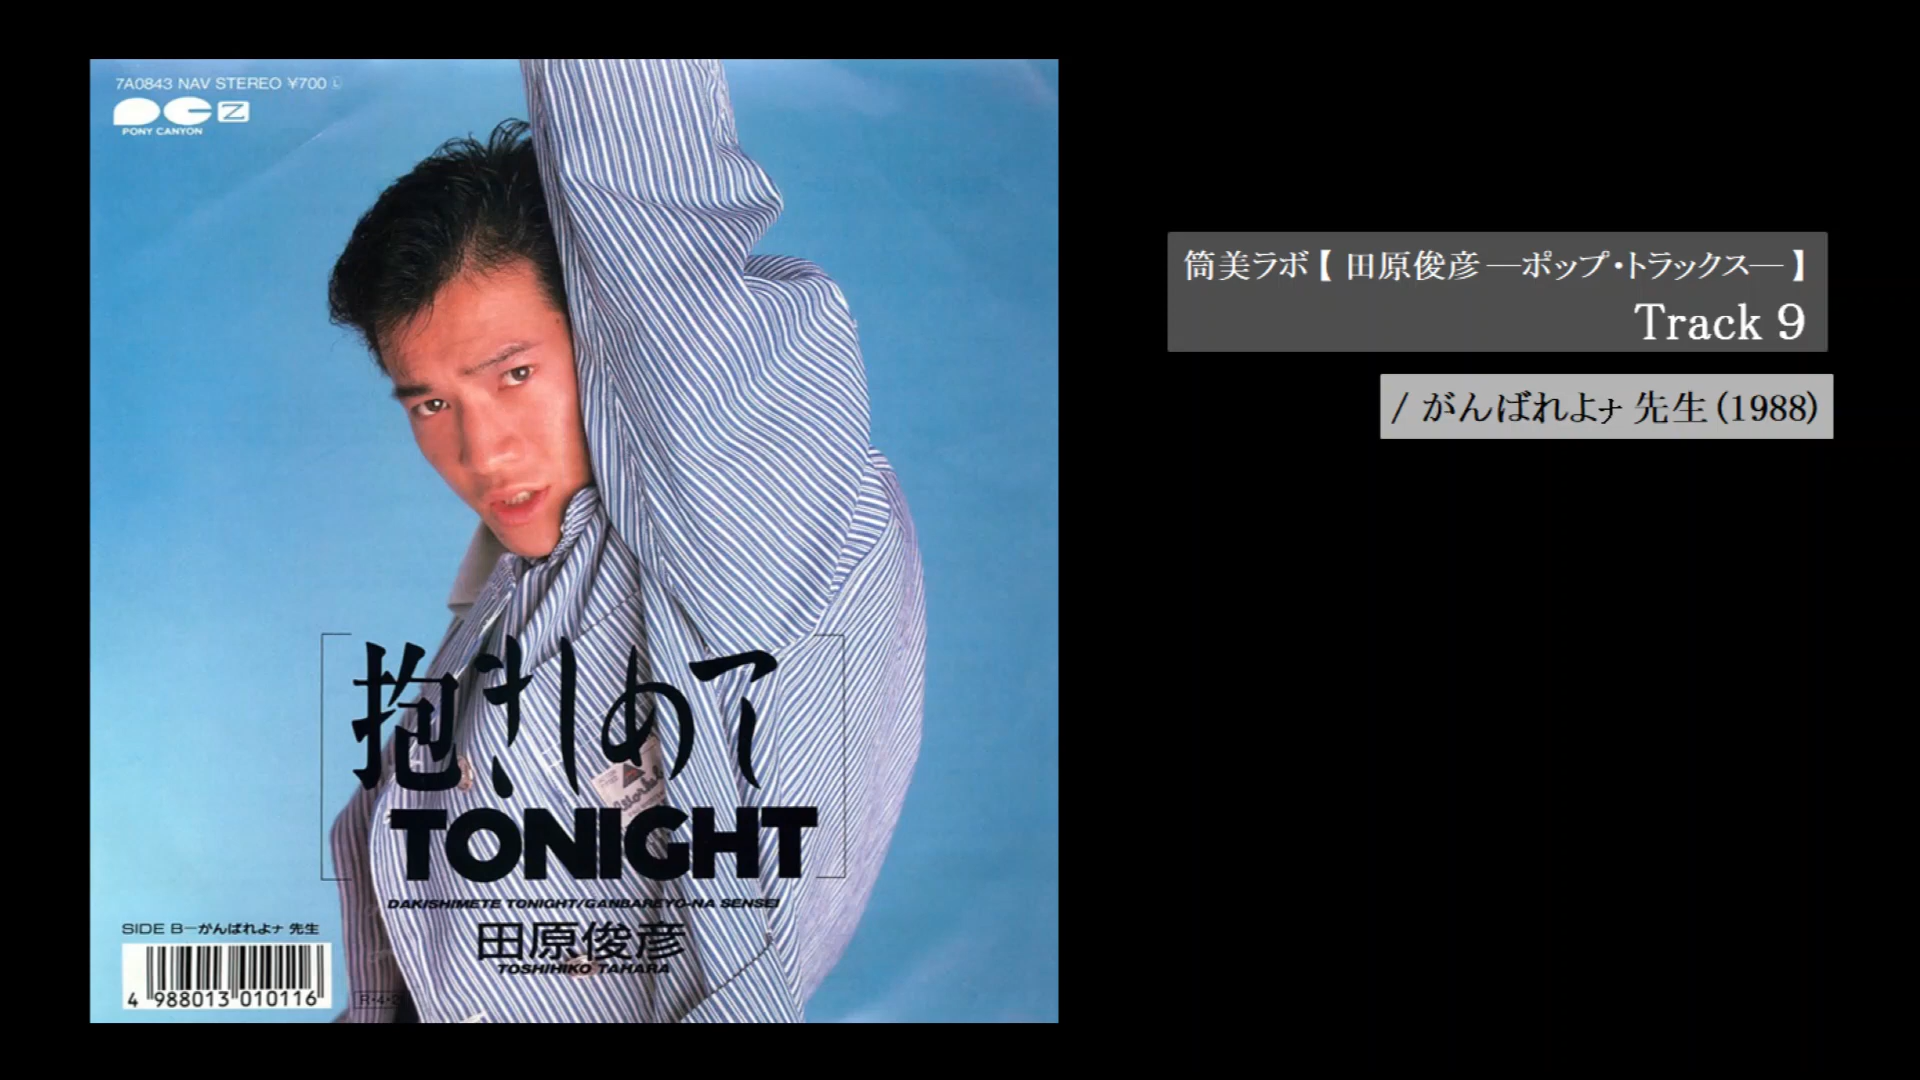 7A0843 NAV STEREO ¥700 Ⓛ
PC Z
PONY CANYON
抱きしめて
TONIGHT
DAKISHIMETE TONIGHT/GANBAREYO-NA SENSEI
SIDE B—がんばれよナ 先生
田原俊彦
TOSHIHIKO TAHARA
4 988013 010116
筒美ラボ【 田原俊彦 ―ポップ・トラックス― 】
Track 9
/ がんばれよナ 先生 (1988)